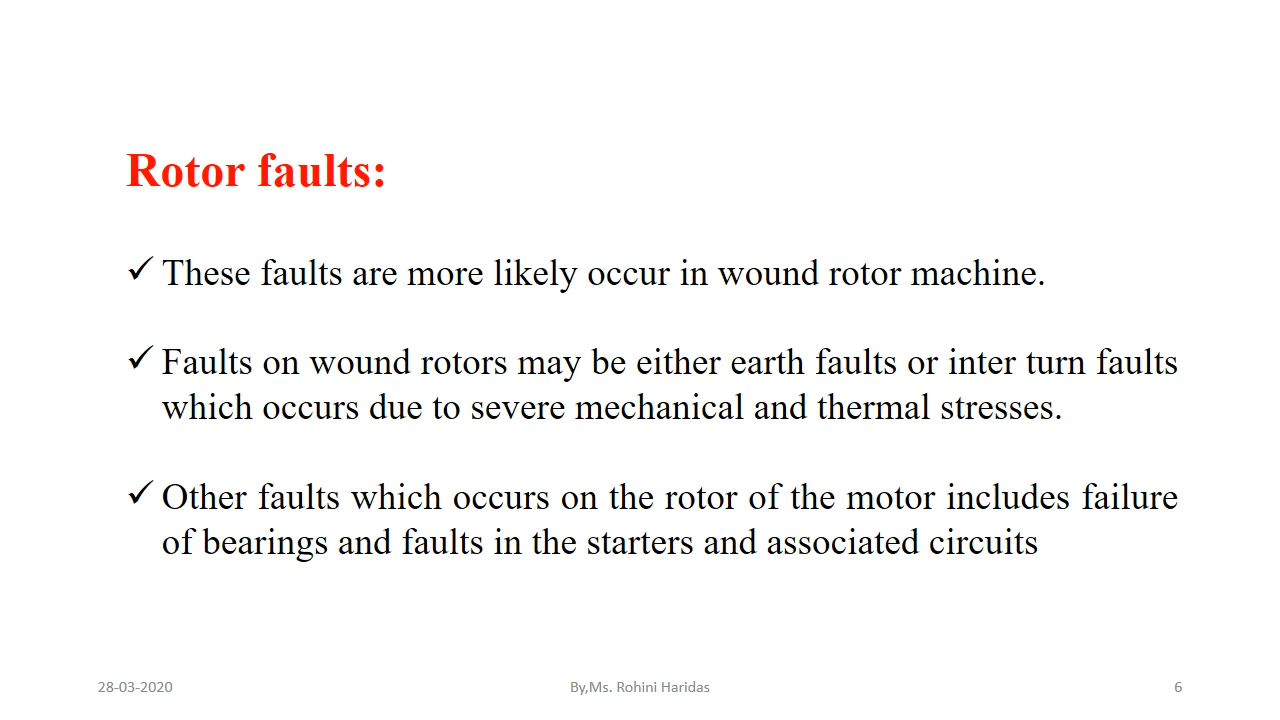 Rotor faults:
✓ These faults are more likely occur in wound rotor machine.
✓ Faults on wound rotors may be either earth faults or inter turn faults
which occurs due to severe mechanical and thermal stresses.
✓ Other faults which occurs on the rotor of the motor includes failure
of bearings and faults in the starters and associated circuits
28-03-2020
By,Ms. Rohini Haridas
6